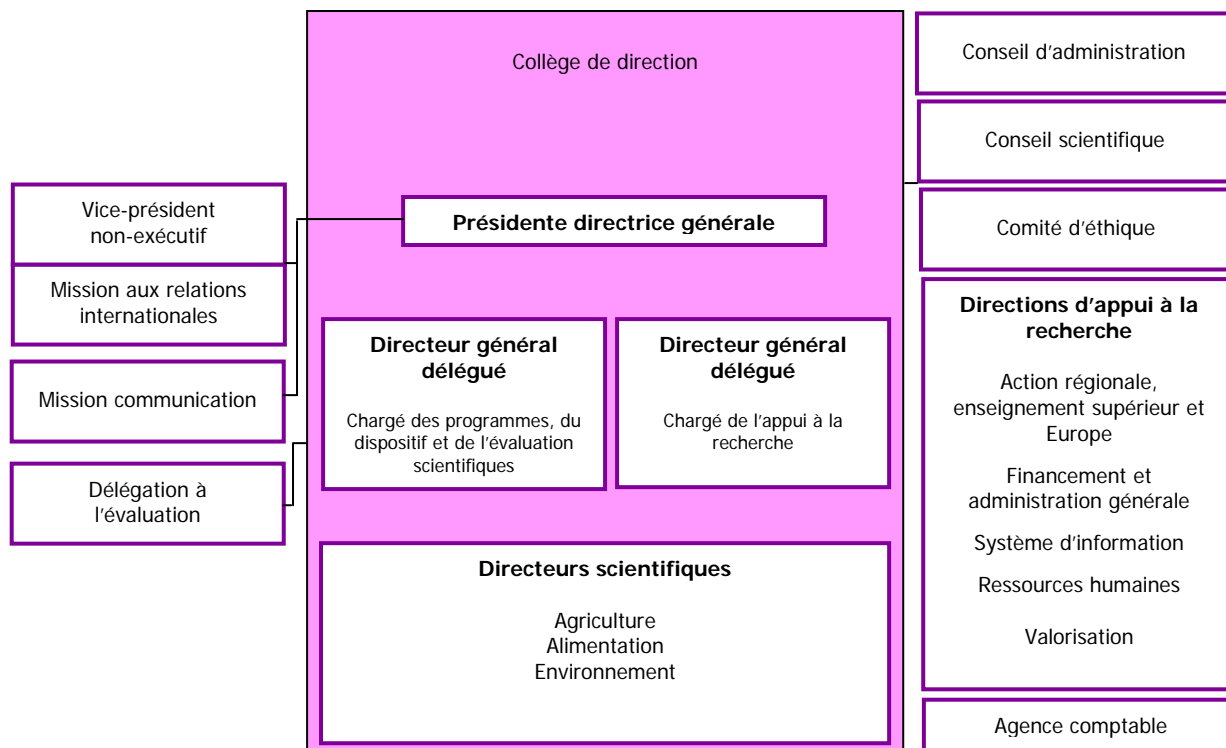 Collège de direction
Présidente directrice générale
Directeur général
délégué
Chargé des programmes, du
dispositif et de l'évaluation
scientifiques
Directeur général
délégué
Chargé de l'appui à la
recherche
Directeurs scientifiques
Agriculture
Alimentation
Environnement
Vice-président
non-exécutif
Mission aux relations
internationales
Mission communication
Délégation à
l'évaluation
Conseil d'administration
Conseil scientifique
Comité d'éthique
Directions d'appui à la
recherche
Action régionale,
enseignement supérieur et
Europe
Financement et
administration générale
Système d'information
Ressources humaines
Valorisation
Agence comptable